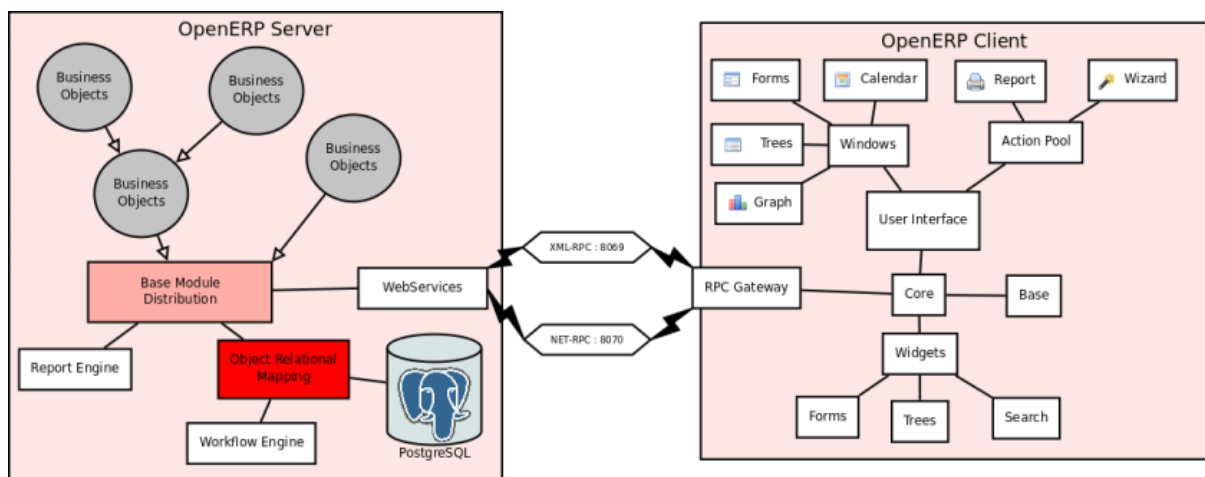 OpenERP Server
Business
Objects
Business
Objects
Business
Objects
Business
Objects
Base Module
Distribution
WebServices
Report Engine
Object Relational
Mapping
Workflow Engine
PostgreSQL
XML-RPC : 8069
NET-RPC : 8070
OpenERP Client
Forms
Calendar
Report
Wizard
Trees
Windows
Action Pool
Graph
User Interface
RPC Gateway
Core
Base
Widgets
Forms
Trees
Search